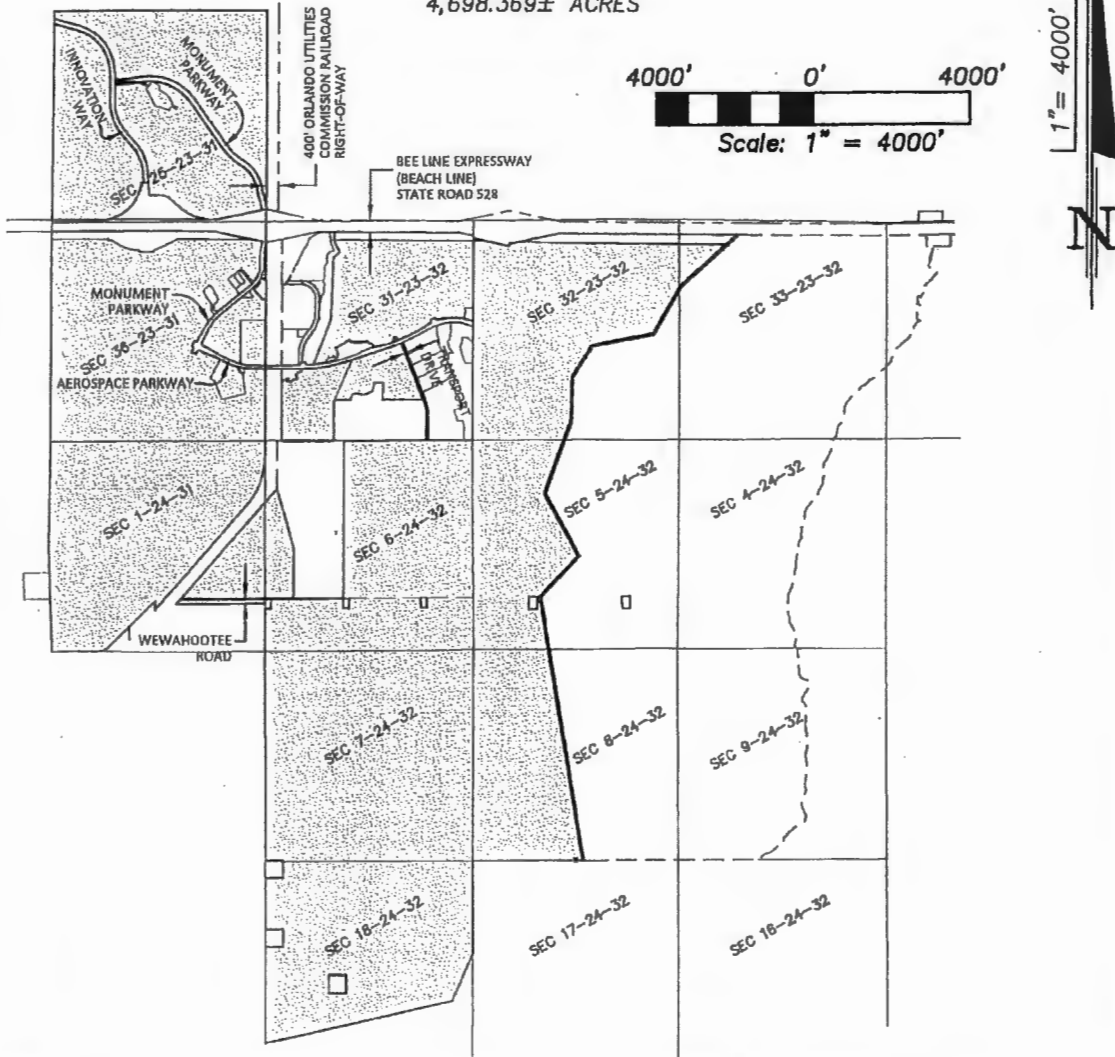 4,698.369± ACRES
4000' 0' 4000'
Scale: 1" = 4000'
1"= 4000'
N
INNOVATION
WAY
MONUMENT
PARKWAY
400' ORLANDO UTILITIES
COMMISSION RAILROAD
RIGHT-OF-WAY
BEE LINE EXPRESSWAY
(BEACH LINE)
STATE ROAD 528
SEC -25-23-31
MONUMENT
PARKWAY
SEC 36-23-31
AEROSPACE PARKWAY
SEC 31-23-32
SEC 32-23-32
SEC 33-23-32
TRANSPORT
DRIVE
SEC 1-24-31
SEC 6-24-32
SEC 5-24-32
SEC 4-24-32
WEWAHOOTEE
ROAD
SEC 7-24-32
SEC 8-24-32
SEC 9-24-32
SEC 18-24-32
SEC 17-24-32
SEC 16-24-32